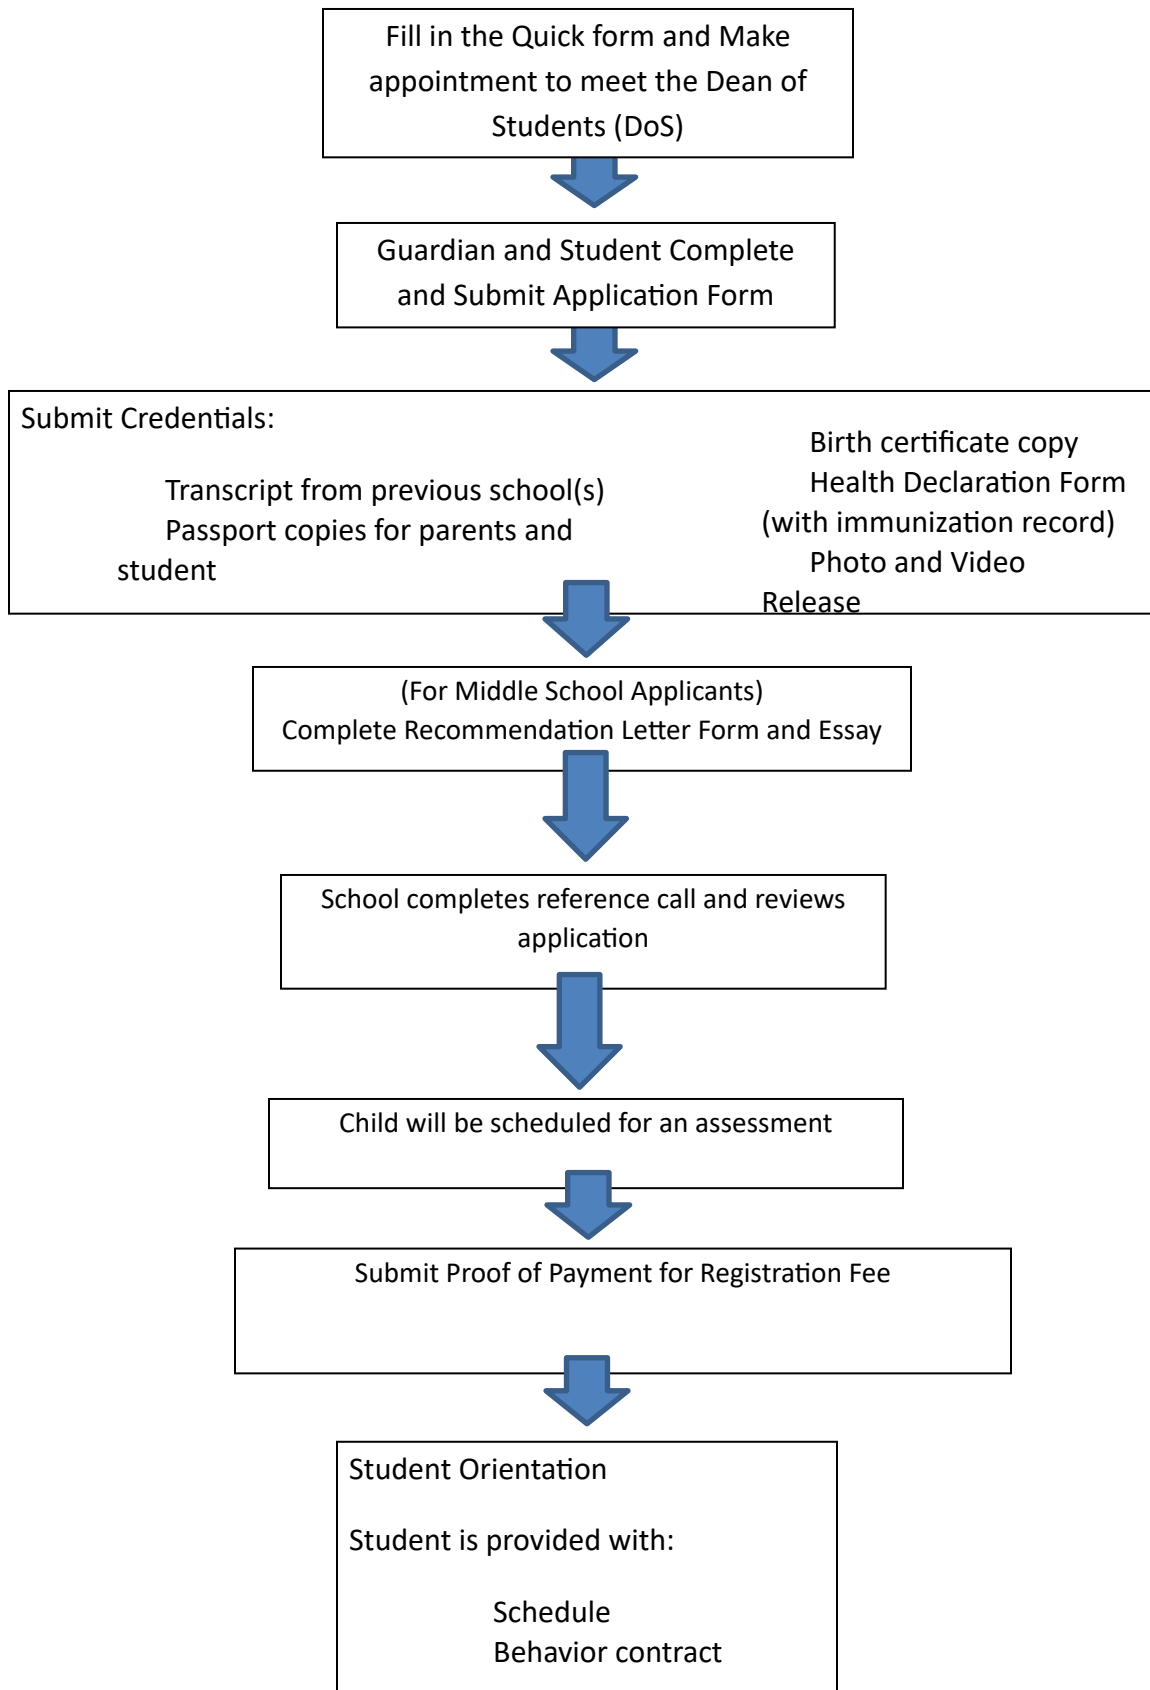 Fill in the Quick form and Make
appointment to meet the Dean of
Students (DoS)
Guardian and Student Complete
and Submit Application Form
Submit Credentials:
Transcript from previous school(s)
Passport copies for parents and
student
Birth certificate copy
Health Declaration Form
(with immunization record)
Photo and Video
Release
(For Middle School Applicants)
Complete Recommendation Letter Form and Essay
School completes reference call and reviews
application
Child will be scheduled for an assessment
Submit Proof of Payment for Registration Fee
Student Orientation
Student is provided with:
Schedule
Behavior contract